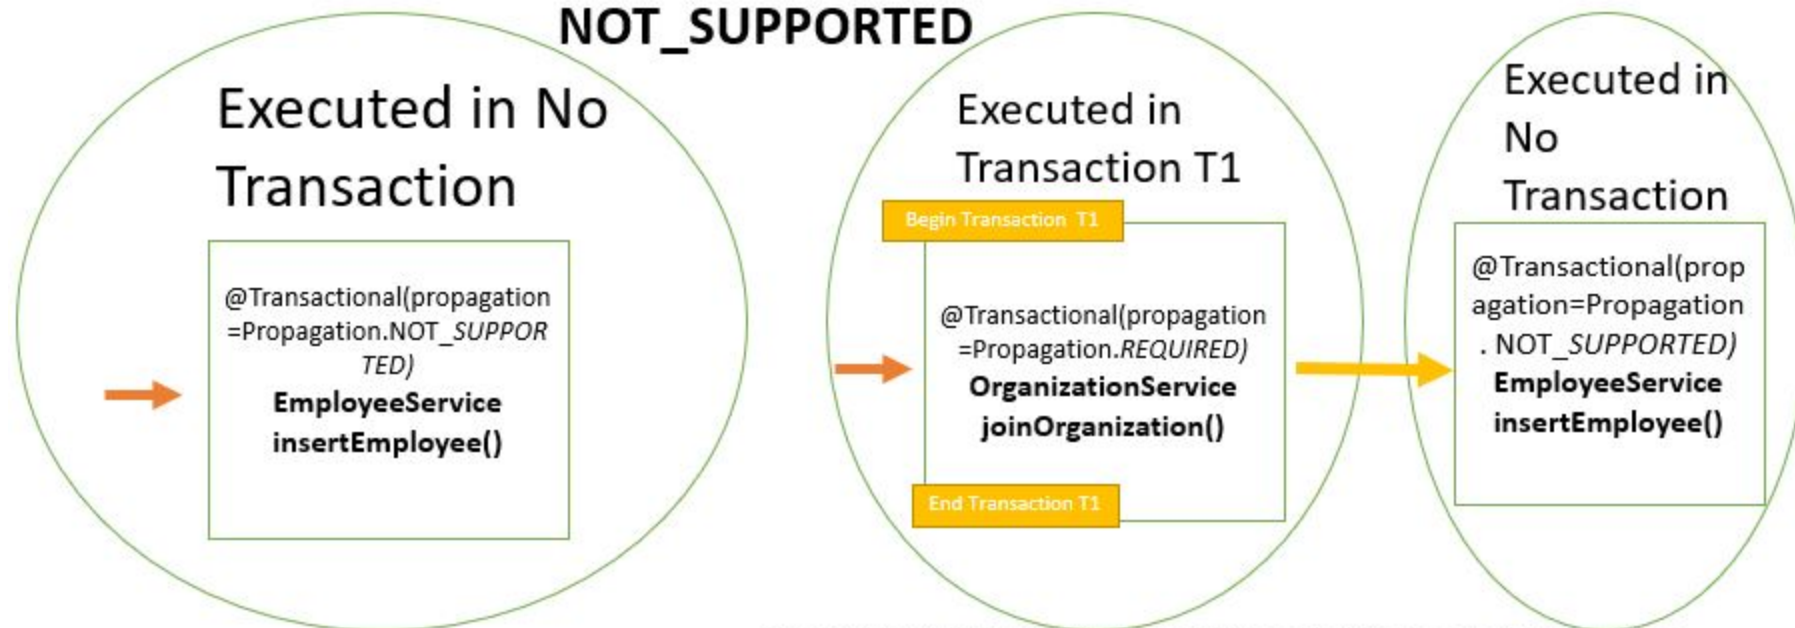 NOT_SUPPORTED
Executed in No
Transaction
@Transactional(propagation
=Propagation.NOT_SUPPOR
TED)
EmployeeService
insertEmployee()
Executed in
Transaction T1
Begin Transaction T1
@Transactional(propagation
=Propagation.REQUIRED)
OrganizationService
joinOrganization()
End Transaction T1
Executed in
No
Transaction
@Transactional(prop
agation=Propagation
. NOT_SUPPORTED)
EmployeeService
insertEmployee()